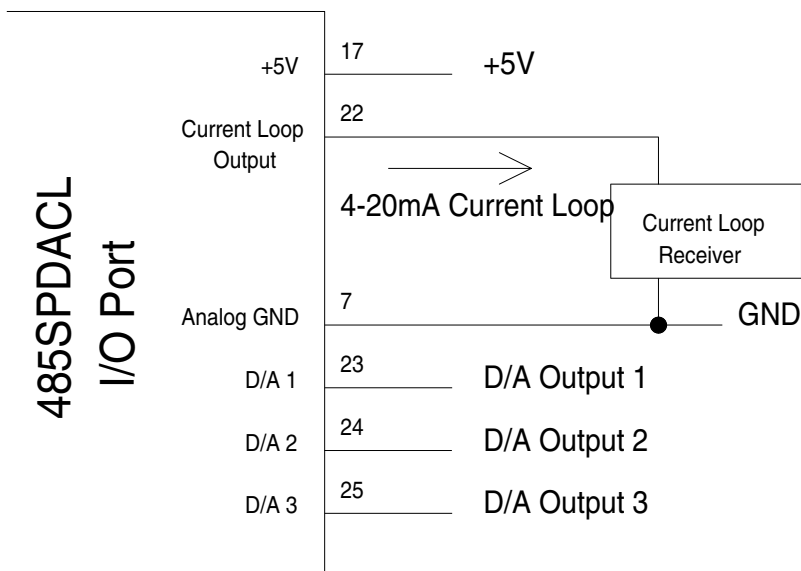 485SPDACL
I/O Port
+5V
17
+5V
Current Loop
Output
22
4-20mA Current Loop
Current Loop
Receiver
Analog GND
7
GND
D/A 1
23
D/A Output 1
D/A 2
24
D/A Output 2
D/A 3
25
D/A Output 3